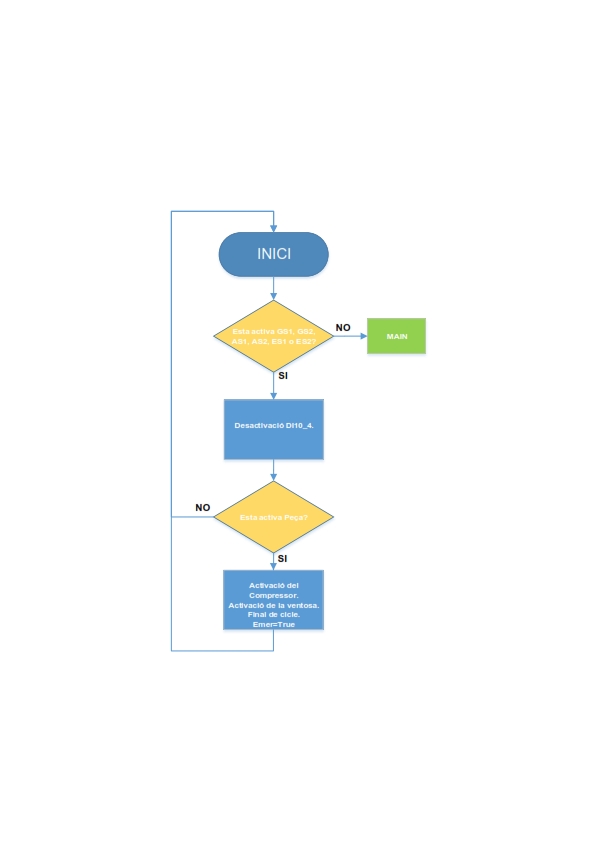 INICI
Esta activa GS1, GS2,
AS1, AS2, ES1 o ES2?
NO
MAIN
SI
Desactivació DI10_4.
NO
Esta activa Peçe?
SI
Activació del
Compressor.
Activació de la ventosa.
Final de cicle.
Emer=True